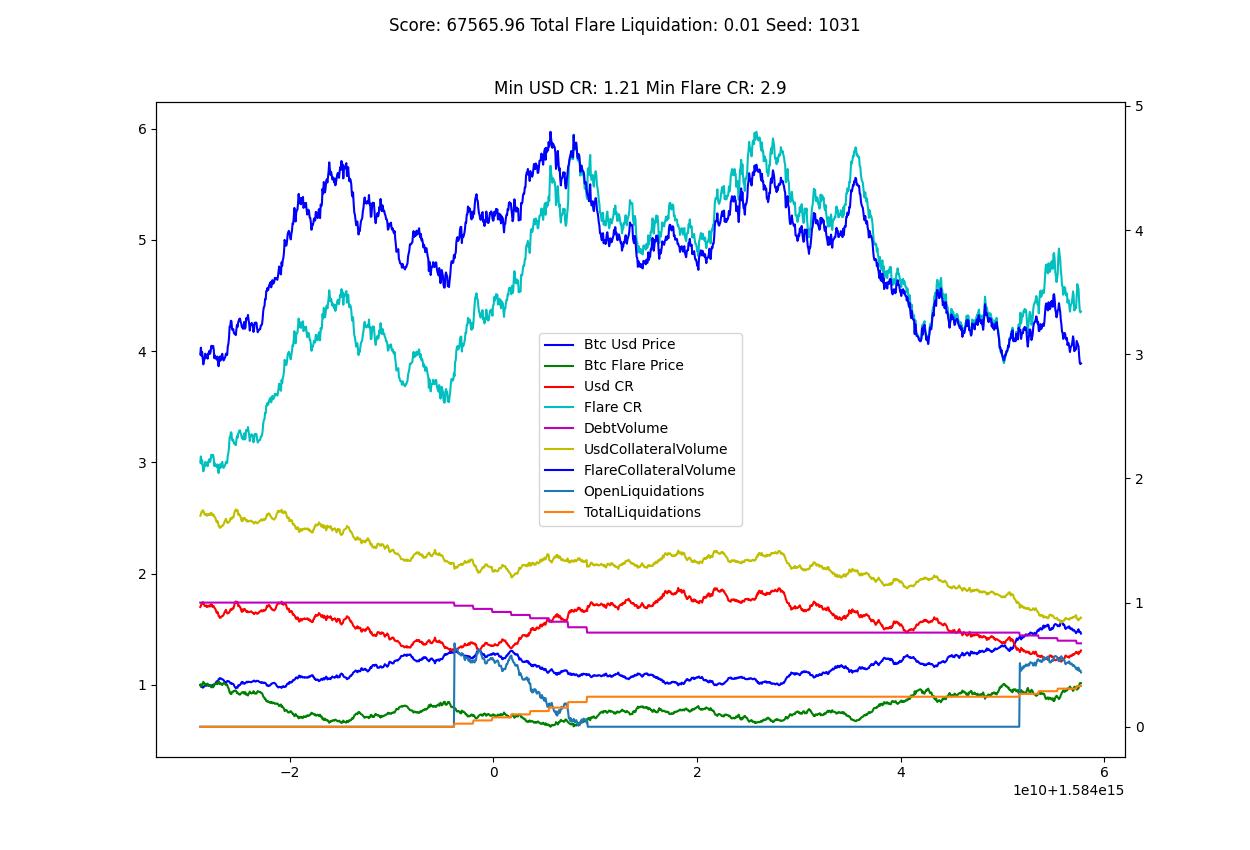 Score: 67565.96 Total Flare Liquidation: 0.01 Seed: 1031
Min USD CR: 1.21 Min Flare CR: 2.9
6
5
4
3
2
1
5
4
3
2
1
0
Btc Usd Price
Btc Flare Price
Usd CR
Flare CR
DebtVolume
UsdCollateralVolume
FlareCollateralVolume
OpenLiquidations
TotalLiquidations
−2 0 2 4 6
1e10+1.584e15